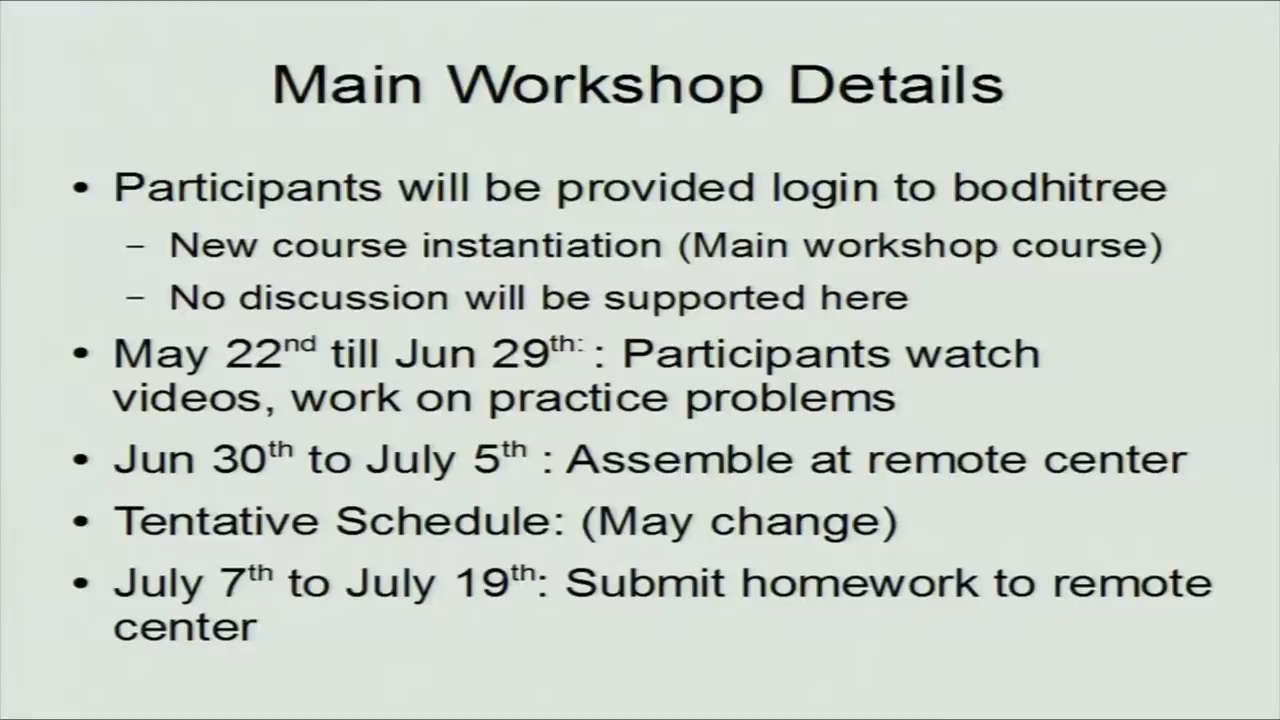 Main Workshop Details
• Participants will be provided login to bodhitree
– New course instantiation (Main workshop course)
– No discussion will be supported here
• May 22nd till Jun 29th: : Participants watch
videos, work on practice problems
• Jun 30th to July 5th : Assemble at remote center
• Tentative Schedule: (May change)
• July 7th to July 19th: Submit homework to remote
center